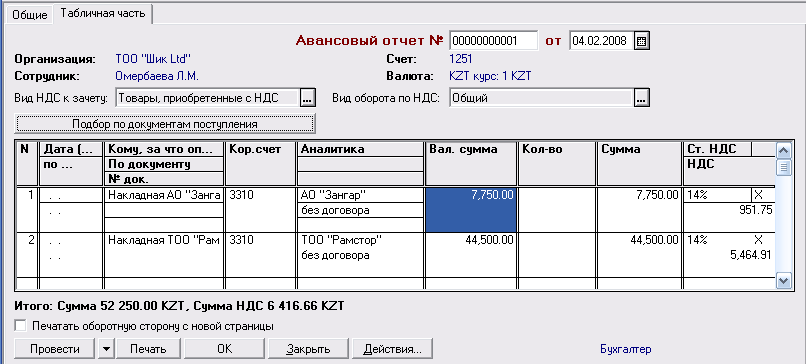 Общие Табличная часть
Авансовый отчет № 00000000001 от 04.02.2008
Организация: ТОО "Шик Ltd" Счет: 1251
Сотрудник: Омербаева Л.М. Валюта: KZT курс: 1 KZT
Вид НДС к зачету: Товары, приобретенные с НДС ... Вид оборота по НДС: Общий ...
Подбор по документам поступления
N Дата (... Кому, за что оп... Кор.счет Аналитика Вал. сумма Кол-во Сумма Ст. НДС
по ... По документу НДС
№ док.
1 . . Накладная АО "Занга 3310 АО "Зангар" 7,750.00 7,750.00 14% X
. . без договора 951.75
2 . . Накладная ТОО "Рам 3310 ТОО "Рамстор" 44,500.00 44,500.00 14% X
. . без договора 5,464.91
Итого: Сумма 52 250.00 KZT, Сумма НДС 6 416.66 KZT
Печатать оборотную сторону с новой страницы
Провести Печать OK Закрыть Действия... Бухгалтер